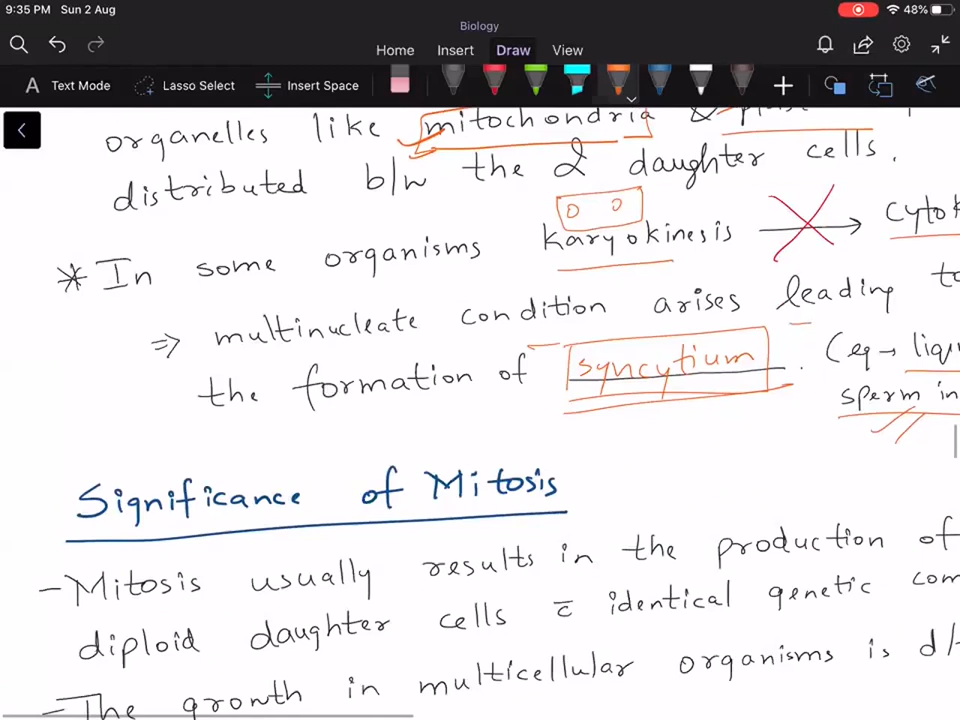 9:35 PM Sun 2 Aug 48%
Biology
Home Insert Draw View
A Text Mode Lasso Select Insert Space
organelles like mitochondria &
distributed b/w the 2 daughter cells.
* In some organisms karyokinesis → cytok
⇒ multinucleate condition arises leading to
the formation of syncytium. (eg → liqu
sperm in
Significance of Mitosis
- Mitosis usually results in the production of
diploid daughter cells c̄ identical genetic com
- The growth in multicellular organisms is d/